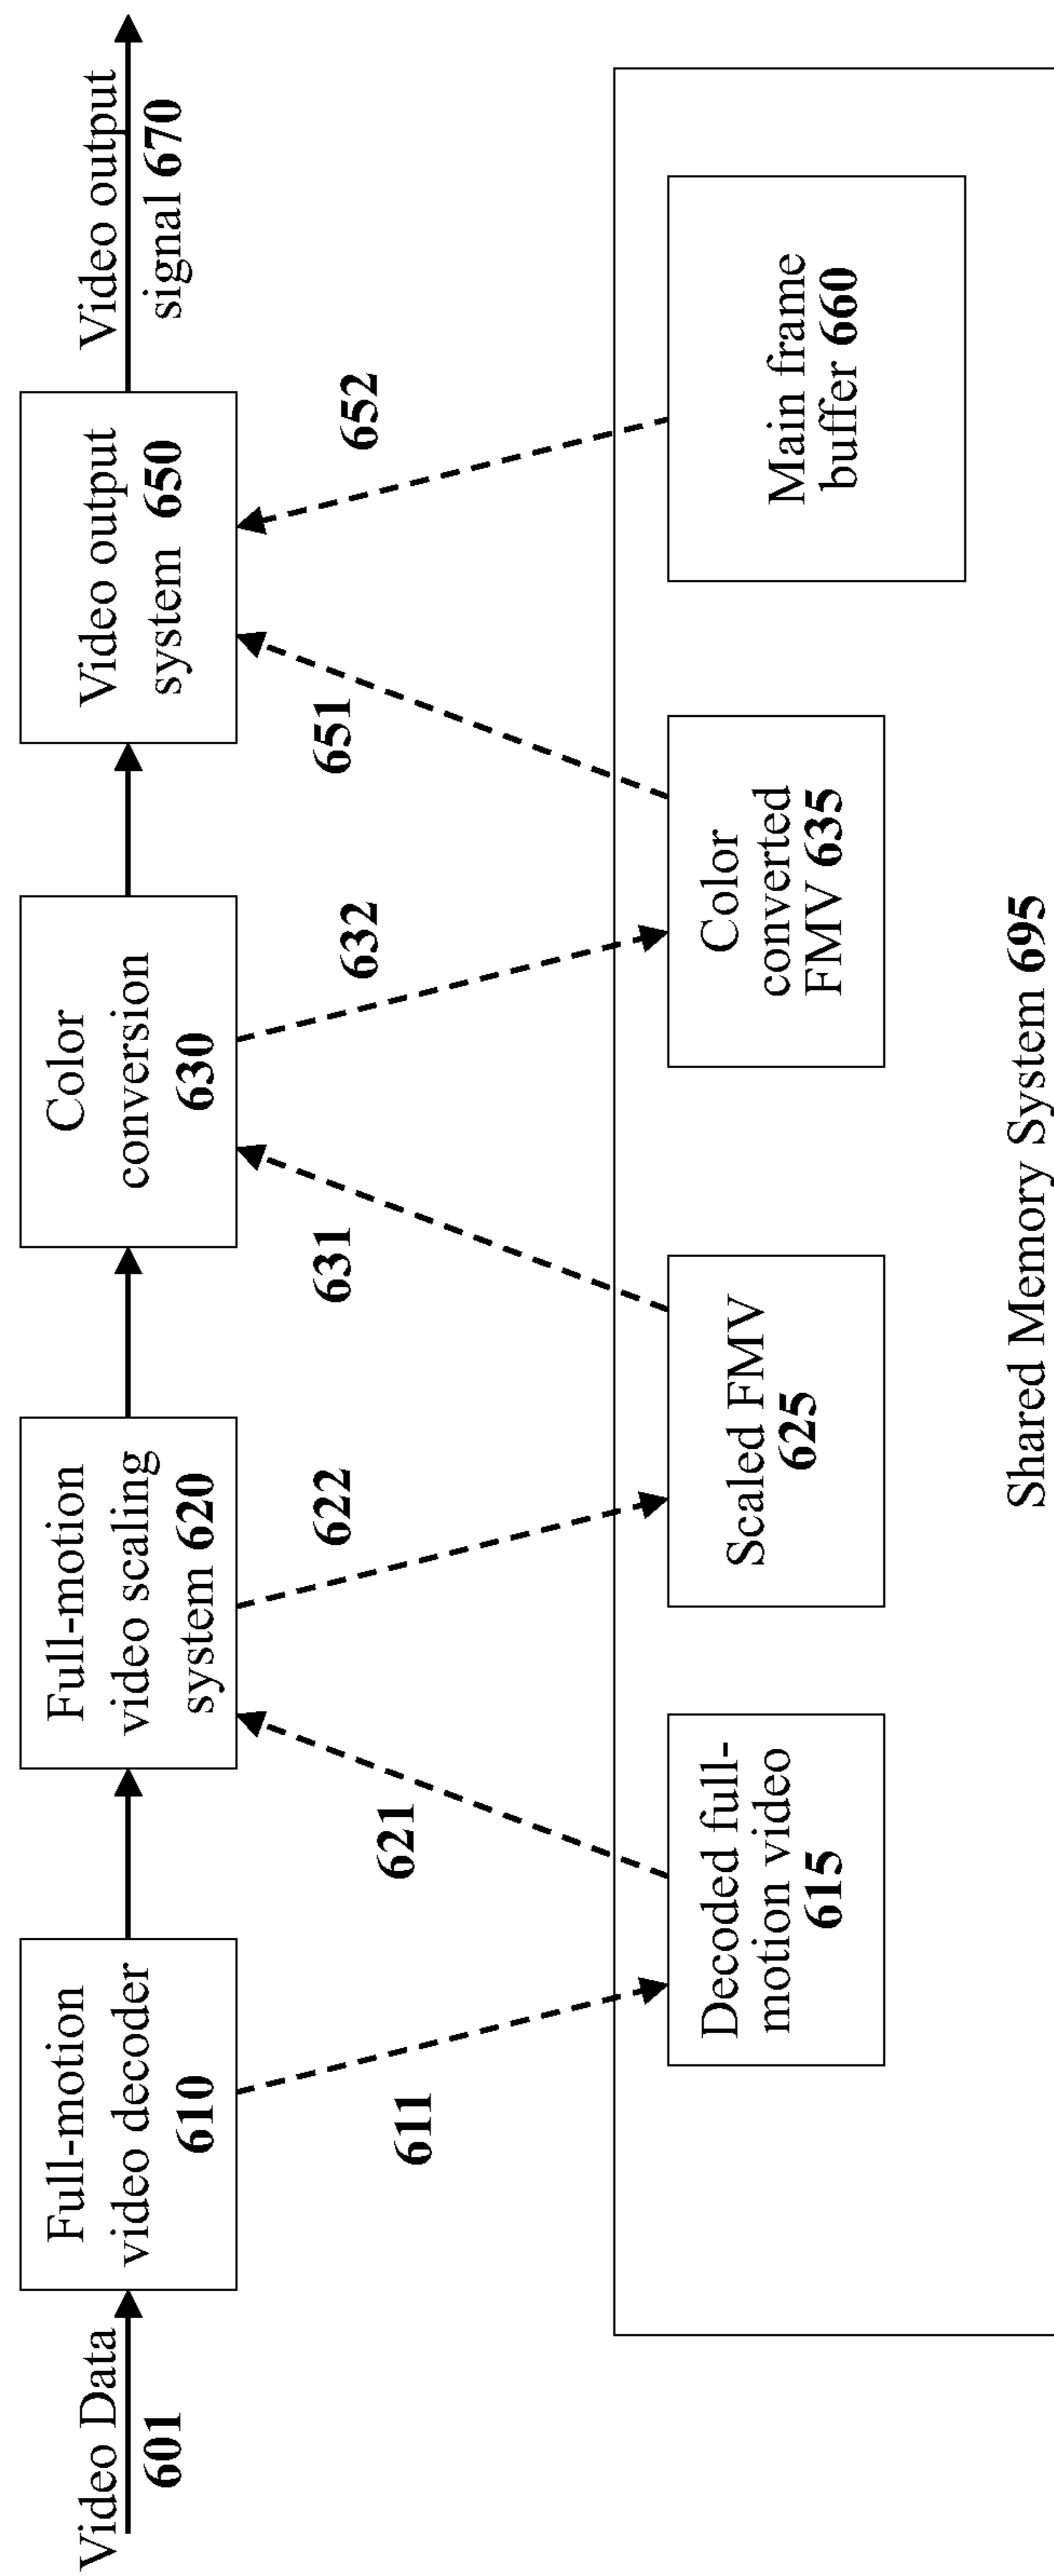 Video Data
601
Full-motion
video decoder
610
Full-motion
video scaling
system 620
Color
conversion
630
Video output
system 650
Video output
signal 670
611
621
622
631
632
651
652
Decoded full-
motion video
615
Scaled FMV
625
Color
converted
FMV 635
Main frame
buffer 660
Shared Memory System 695